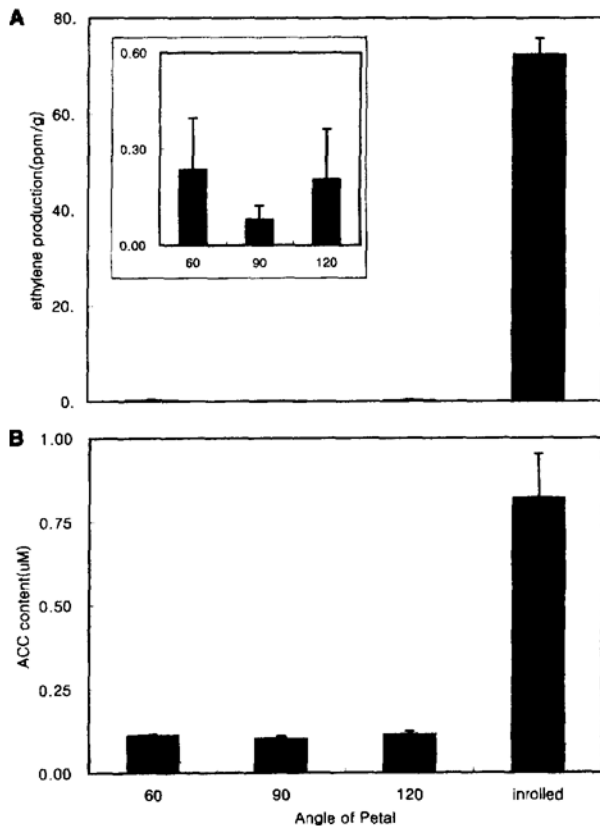 A
80.
60.
40.
20.
0.
ethylene production(ppm/g)
0.60
0.30
0.00
60 90 120
B
1.00
0.75
0.50
0.25
0.00
ACC content(uM)
60 90 120 inrolled
Angle of Petal